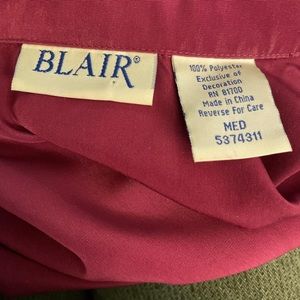 BLAIR®
100% Polyester
Exclusive of
Decoration
RN 81700
Made in China
Reverse For Care
MED
5374311